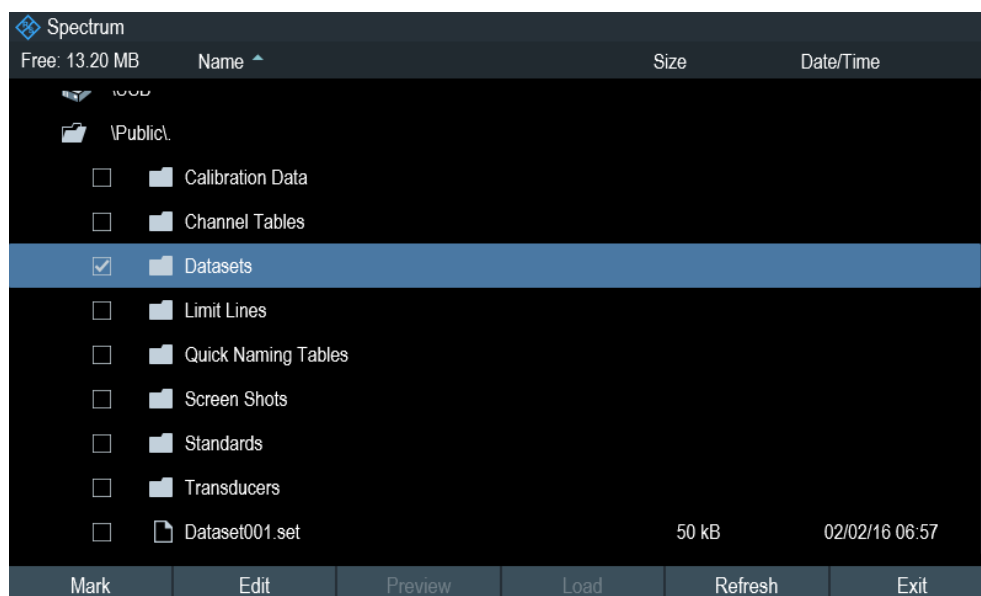 Spectrum
Free: 13.20 MB Name Size Date/Time
\Public\.
Calibration Data
Channel Tables
Datasets
Limit Lines
Quick Naming Tables
Screen Shots
Standards
Transducers
Dataset001.set 50 kB 02/02/16 06:57
Mark Edit Preview Load Refresh Exit